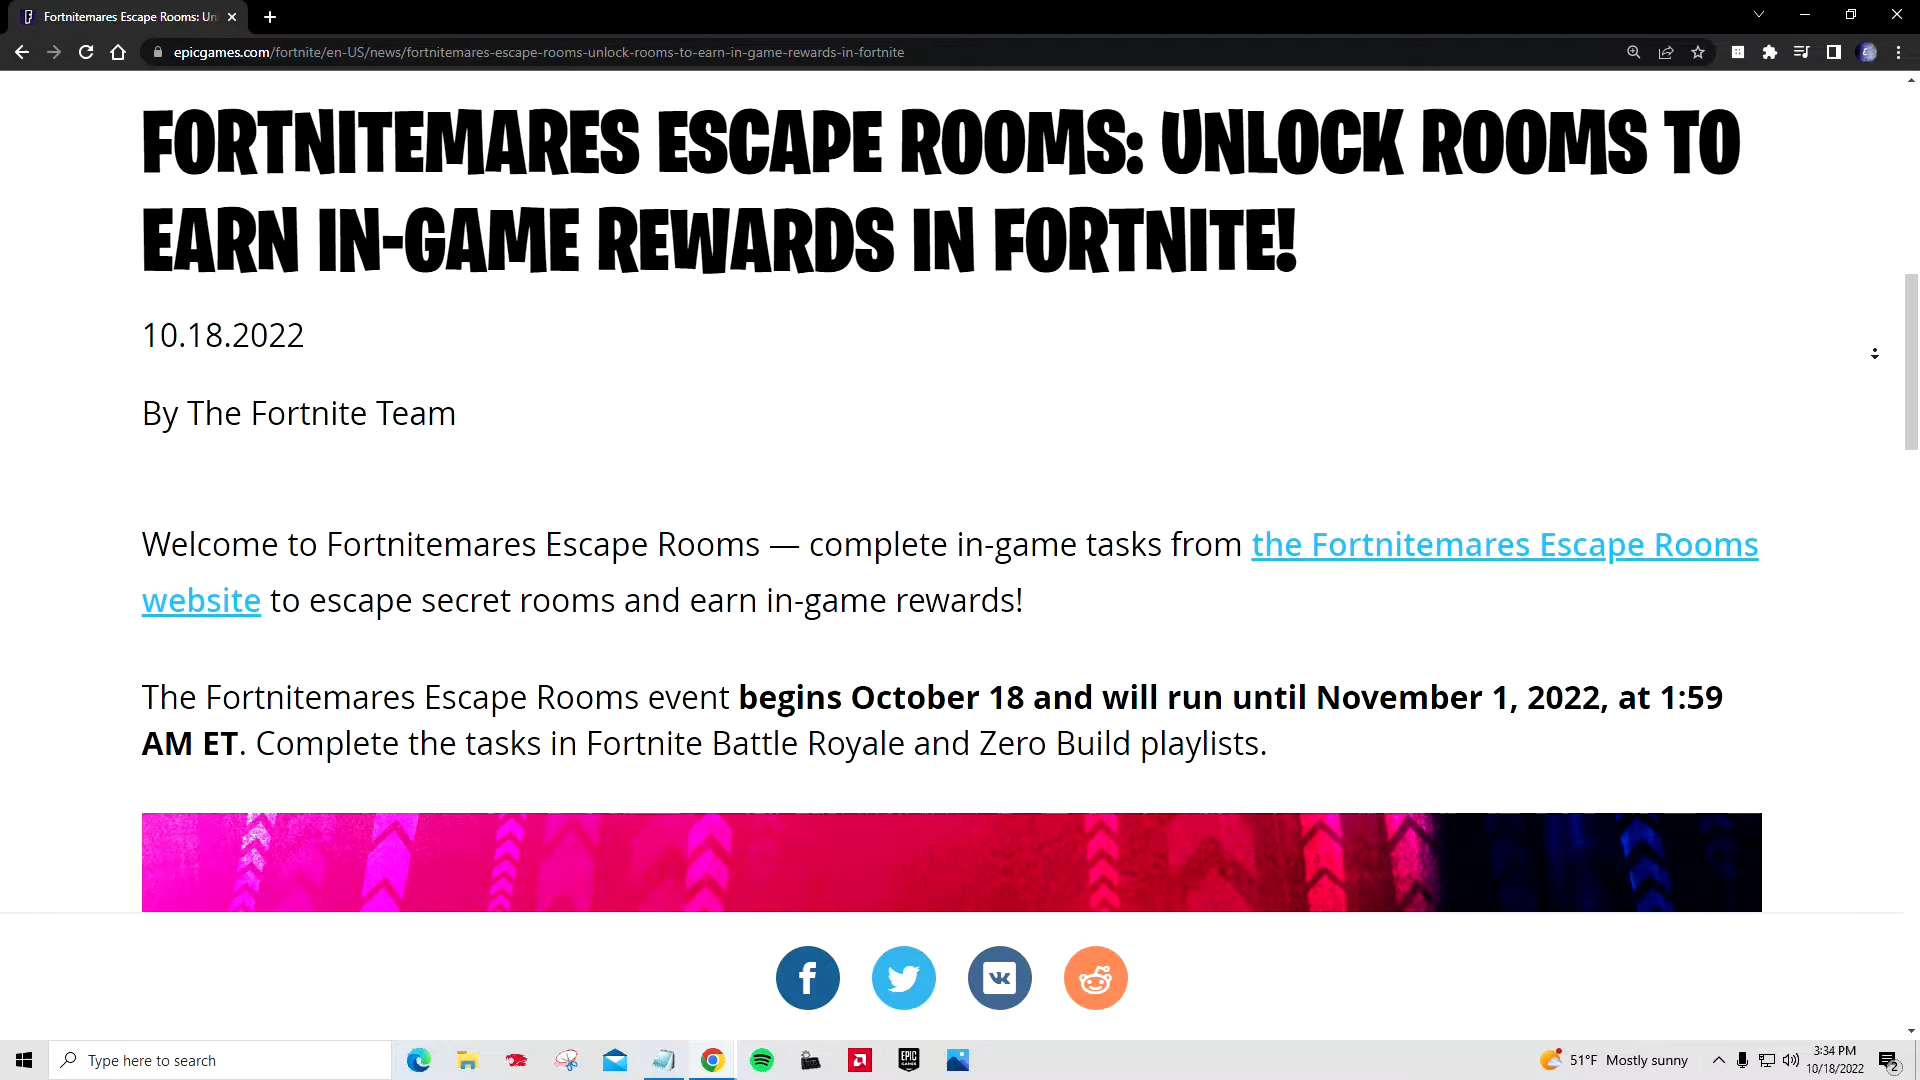 Fortnitemares Escape Rooms: Un
epicgames.com/fortnite/en-US/news/fortnitemares-escape-rooms-unlock-rooms-to-earn-in-game-rewards-in-fortnite
FORTNITEMARES ESCAPE ROOMS: UNLOCK ROOMS TO
EARN IN-GAME REWARDS IN FORTNITE!
10.18.2022
By The Fortnite Team
Welcome to Fortnitemares Escape Rooms — complete in-game tasks from the Fortnitemares Escape Rooms
website to escape secret rooms and earn in-game rewards!
The Fortnitemares Escape Rooms event begins October 18 and will run until November 1, 2022, at 1:59
AM ET. Complete the tasks in Fortnite Battle Royale and Zero Build playlists.
Type here to search
EPIC GAMES
51°F Mostly sunny
3:34 PM
10/18/2022
2